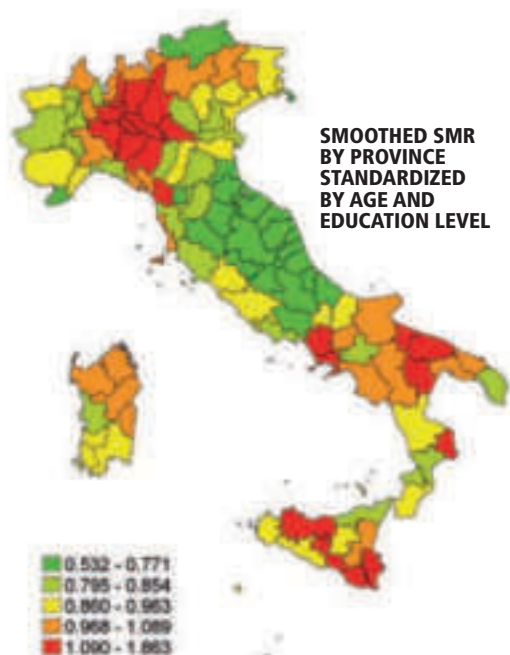 SMOOTHED SMR
BY PROVINCE
STANDARDIZED
BY AGE AND
EDUCATION LEVEL
0.532 - 0.771
0.795 - 0.854
0.860 - 0.963
0.968 - 1.089
1.090 - 1.863